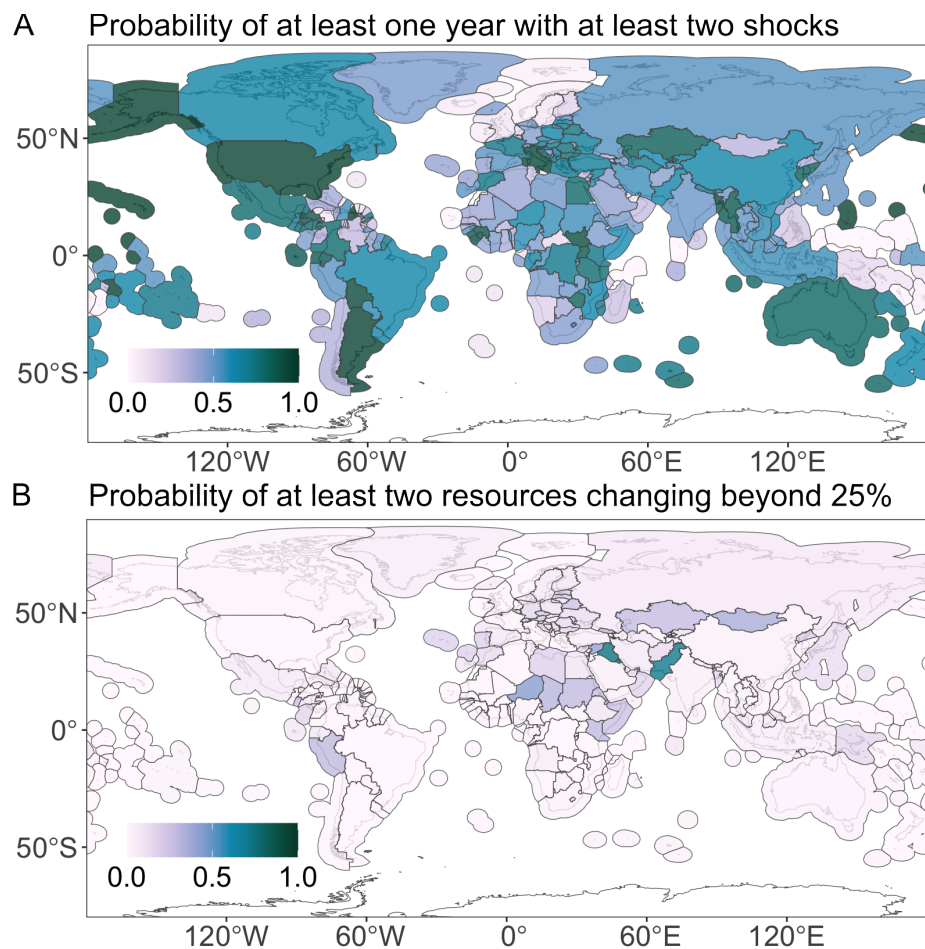 A Probability of at least one year with at least two shocks
50°N
0°
50°S
0.0 0.5 1.0
120°W 60°W 0° 60°E 120°E
B Probability of at least two resources changing beyond 25%
50°N
0°
50°S
0.0 0.5 1.0
120°W 60°W 0° 60°E 120°E